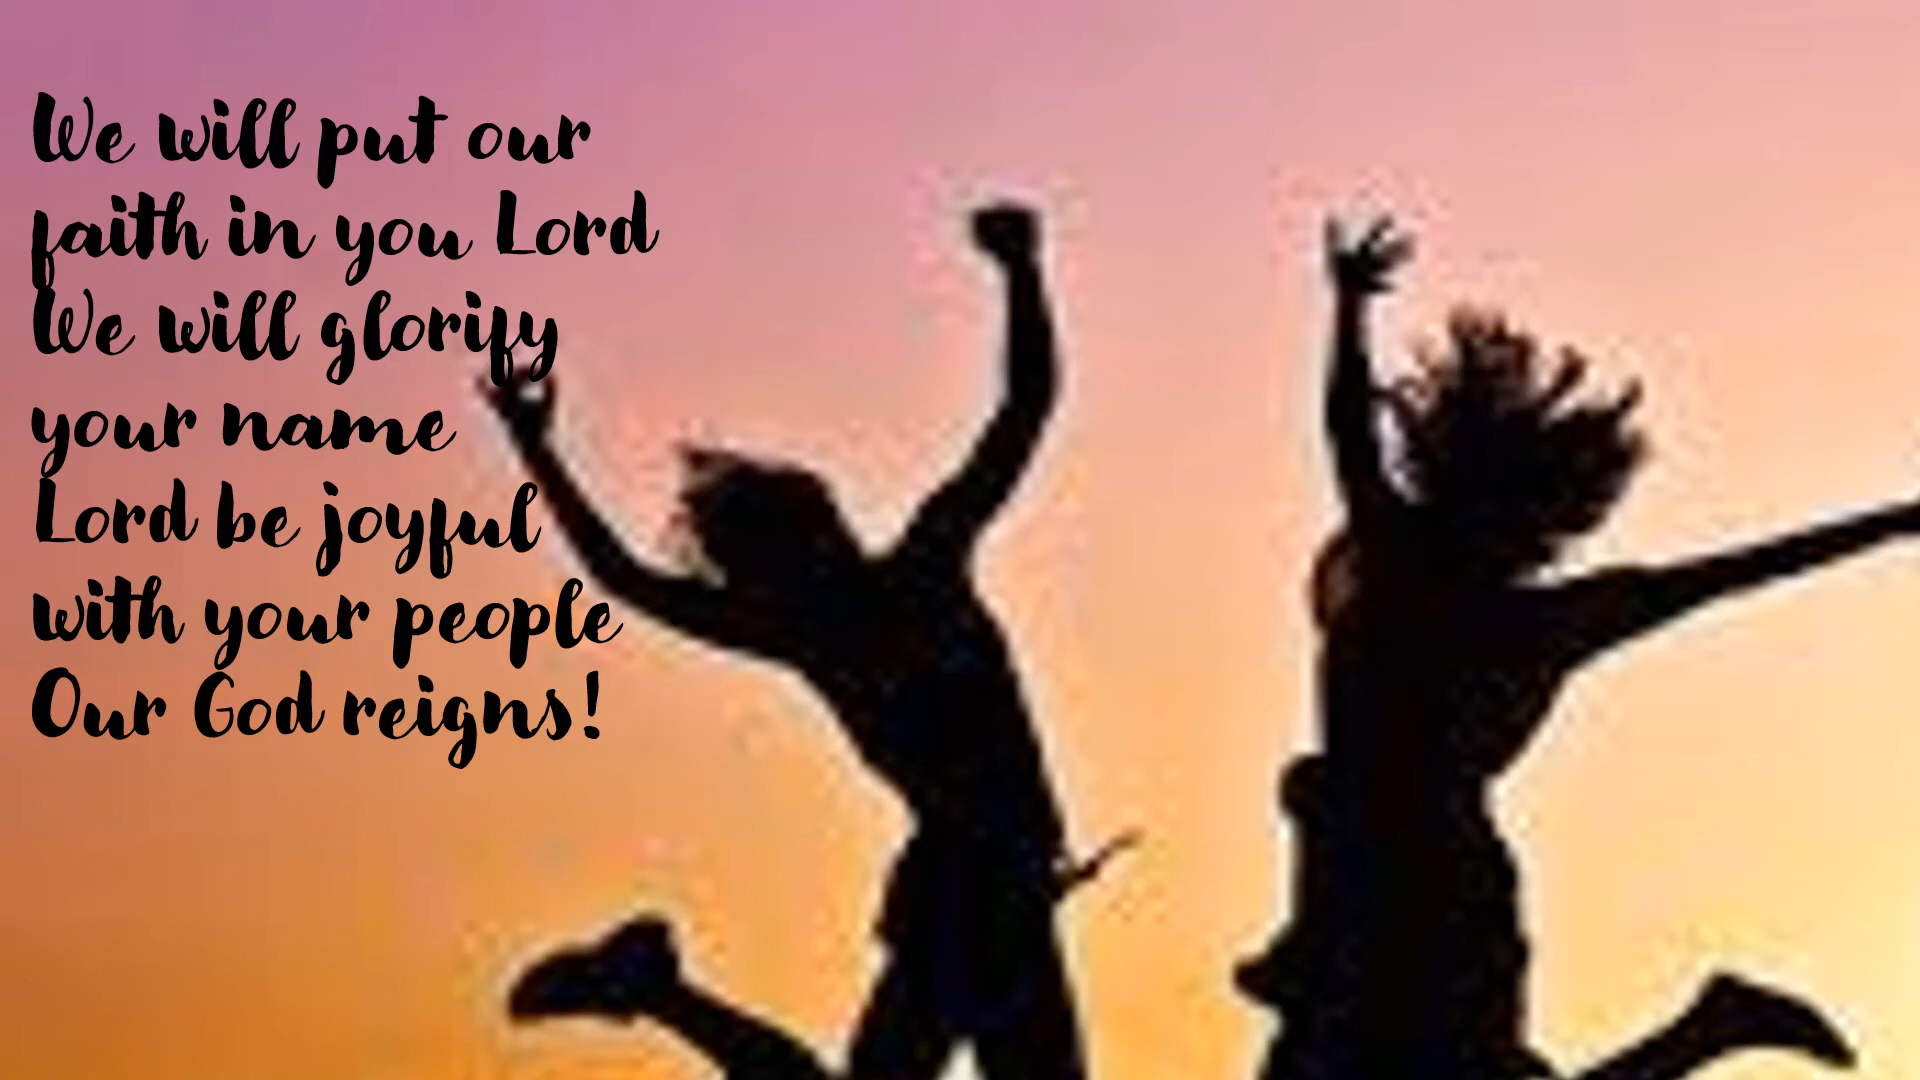 We will put our
faith in you Lord
We will glorify
your name
Lord be joyful
with your people
Our God reigns!